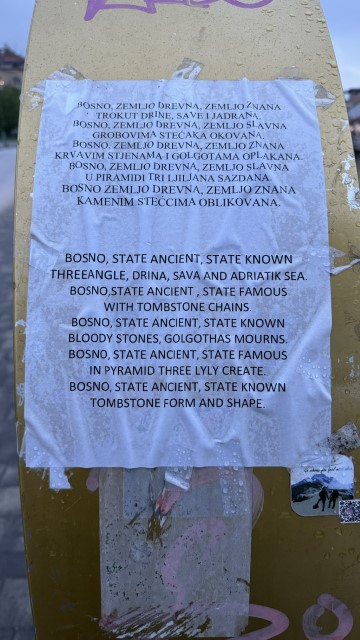 BOSNO, ZEMLJO DREVNA, ZEMLJO ZNANA
TROKUT DRINE, SAVE I JADRANA.
BOSNO, ZEMLJO DREVNA, ZEMLJO SLAVNA
GROBOVIMA STEĆAKA OKOVANA.
BOSNO, ZEMLJO DREVNA, ZEMLJO ZNANA
KRVAVIM STJENAMA I GOLGOTAMA OPLAKANA.
BOSNO, ZEMLJO DREVNA, ZEMLJO SLAVNA
U PIRAMIDI TRI LJILJANA SAZDANA.
BOSNO ZEMLJO DREVNA, ZEMLJO ZNANA
KAMENIM STEĆCIMA OBLIKOVANA.
BOSNO, STATE ANCIENT, STATE KNOWN
THREEANGLE, DRINA, SAVA AND ADRIATIK SEA.
BOSNO,STATE ANCIENT , STATE FAMOUS
WITH TOMBSTONE CHAINS.
BOSNO, STATE ANCIENT, STATE KNOWN
BLOODY STONES, GOLGOTHAS MOURNS.
BOSNO, STATE ANCIENT, STATE FAMOUS
IN PYRAMID THREE LYLY CREATE.
BOSNO, STATE ANCIENT, STATE KNOWN
TOMBSTONE FORM AND SHAPE.